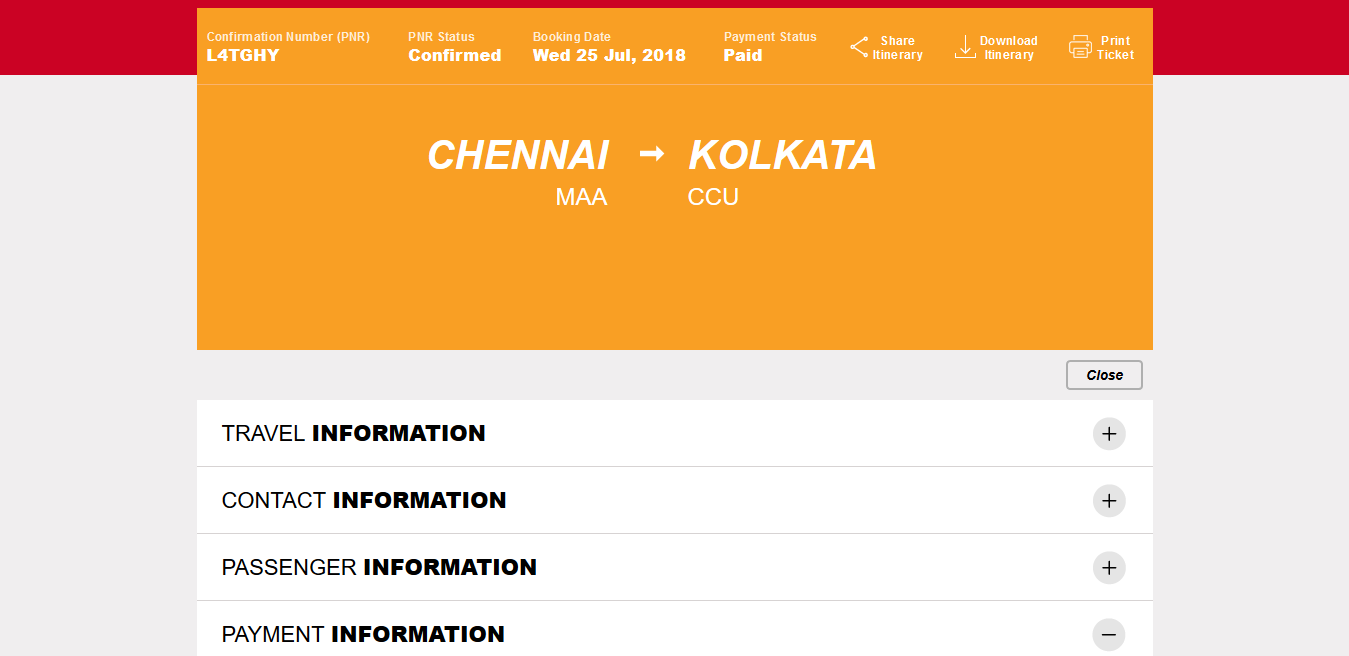 Confirmation Number (PNR) PNR Status Booking Date Payment Status Share Download Print
L4TGHY Confirmed Wed 25 Jul, 2018 Paid Itinerary Itinerary Ticket
CHENNAI KOLKATA
MAA CCU
Close
TRAVEL INFORMATION
CONTACT INFORMATION
PASSENGER INFORMATION
PAYMENT INFORMATION